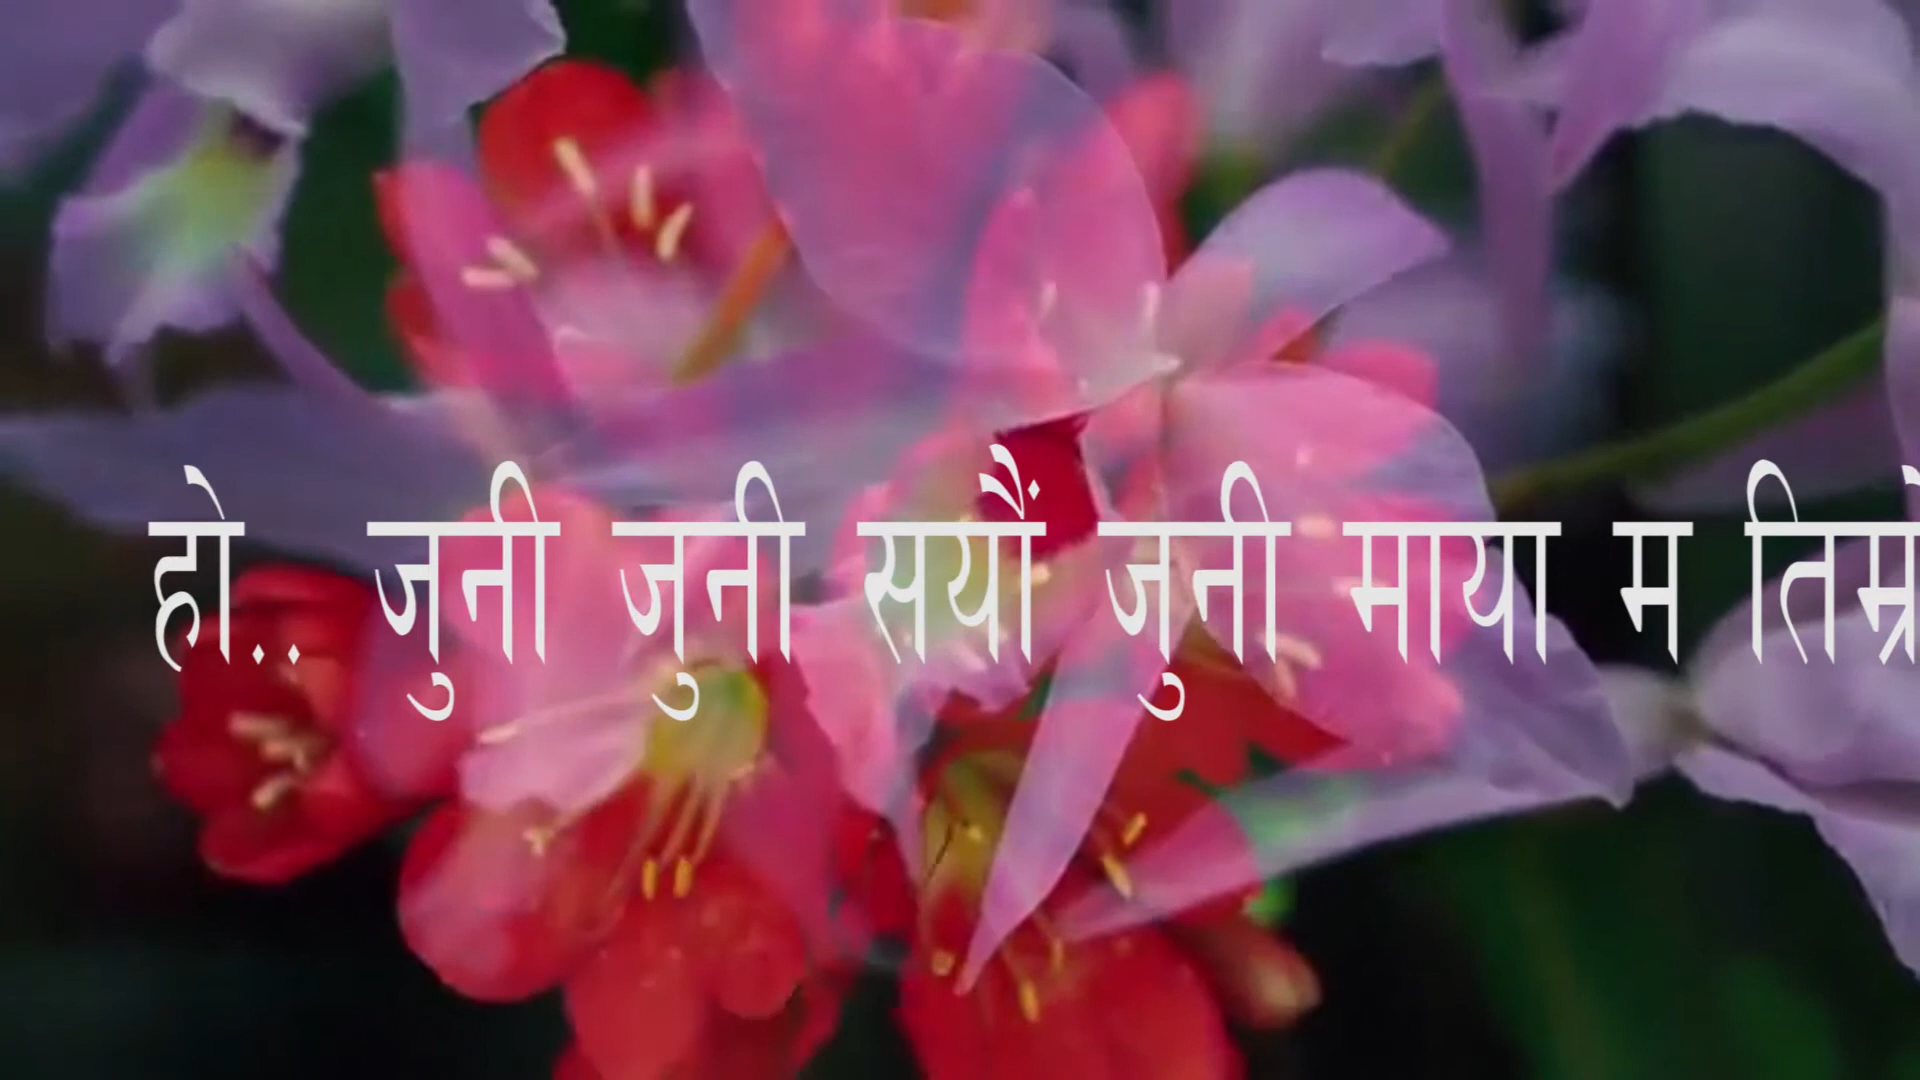 हो.. जुनी जुनी सयौं जुनी माया म तिम्रो